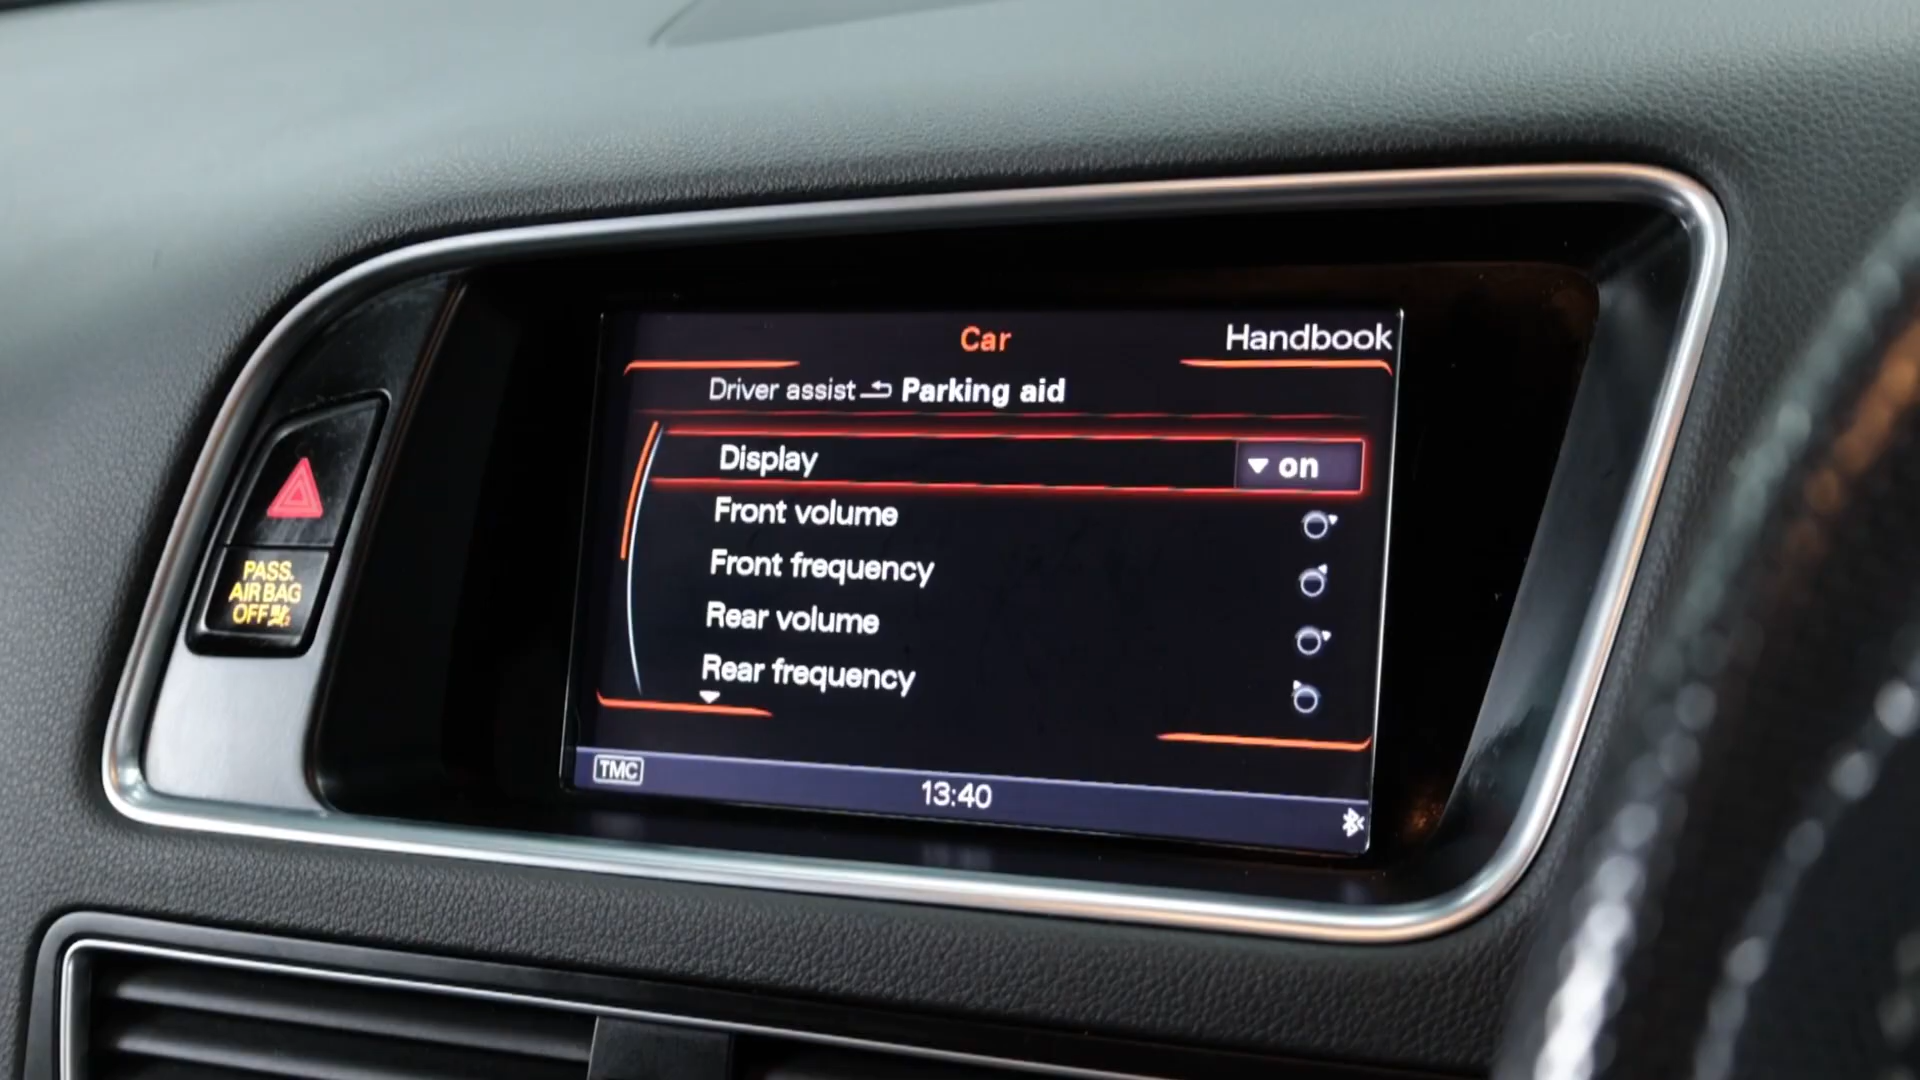 Car
Handbook
Driver assist Parking aid
Display on
Front volume
Front frequency
Rear volume
Rear frequency
TMC
13:40
PASS.
AIR BAG
OFF